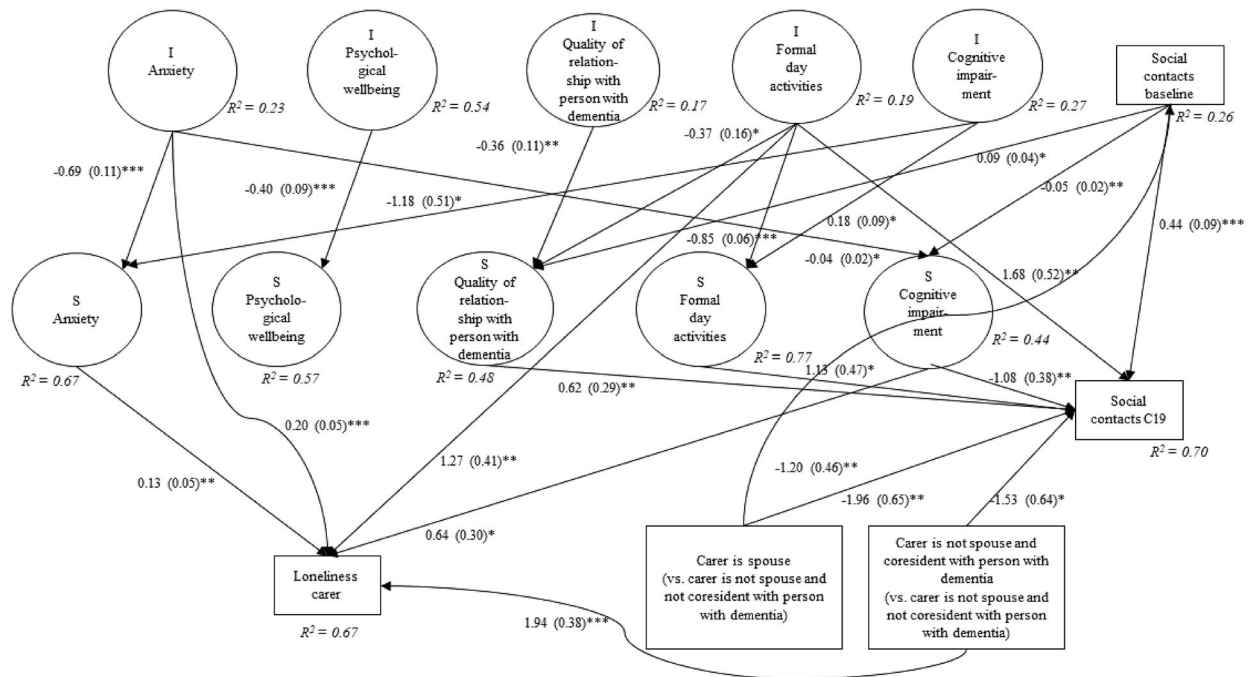 I
Anxiety
R² = 0.23
I
Psychol-
ogical
wellbeing
R² = 0.54
I
Quality of
relation-
ship with
person with
dementia
R² = 0.17
I
Formal
day
activities
R² = 0.19
I
Cognitive
impair-
ment
R² = 0.27
Social
contacts
baseline
R² = 0.26
-0.69 (0.11)***
-0.40 (0.09)***
-0.36 (0.11)**
-0.37 (0.16)*
0.09 (0.04)*
-1.18 (0.51)*
-0.05 (0.02)**
0.18 (0.09)*
0.44 (0.09)***
-0.85 (0.06)***
-0.04 (0.02)*
1.68 (0.52)**
S
Anxiety
R² = 0.67
S
Psycholo-
gical
wellbeing
R² = 0.57
S
Quality of
relation-
ship with
person with
dementia
R² = 0.48
S
Formal
day
activities
R² = 0.77
S
Cognitive
impair-
ment
R² = 0.44
0.62 (0.29)**
1.13 (0.47)*
-1.08 (0.38)**
Social
contacts C19
R² = 0.70
0.20 (0.05)***
0.13 (0.05)**
1.27 (0.41)**
-1.20 (0.46)**
-1.96 (0.65)**
-1.53 (0.64)*
0.64 (0.30)*
Loneliness
carer
R² = 0.67
Carer is spouse
(vs. carer is not spouse and
not coresident with person
with dementia)
Carer is not spouse and
coresident with person with
dementia
(vs. carer is not spouse and
not coresident with person
with dementia)
1.94 (0.38)***